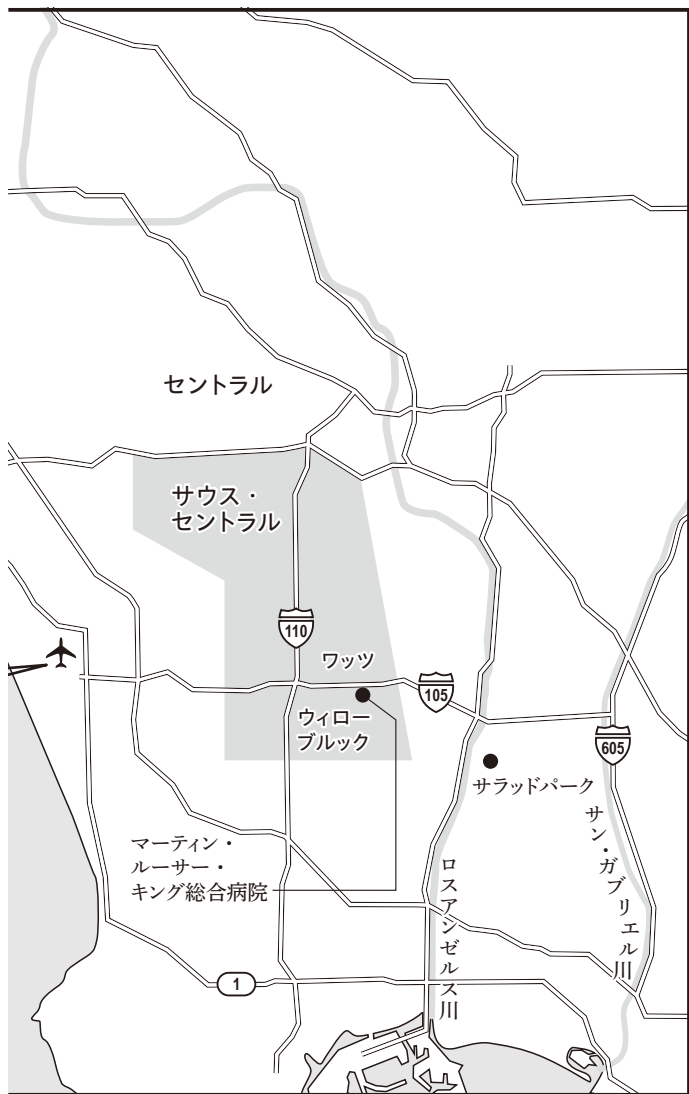 セントラル
サウス・
セントラル
110
ワッツ
105
ウィロー
ブルック
605
サラッドパーク
マーティン・
ルーサー・
キング総合病院
ロスアンゼルス川
サン・ガブリエル川
1